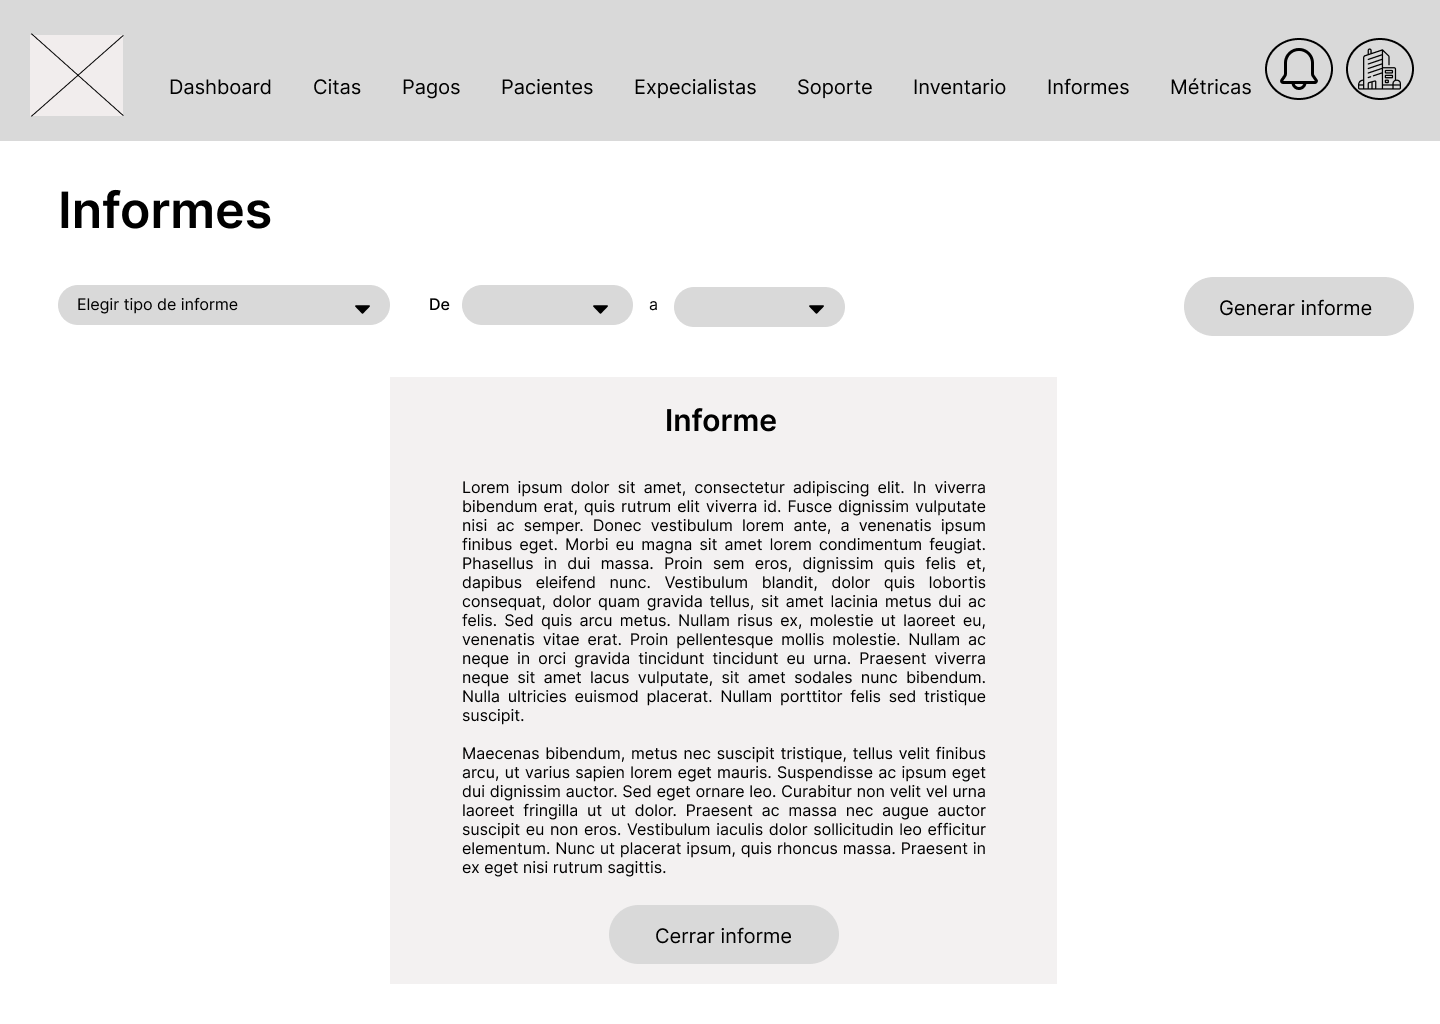 Dashboard Citas Pagos Pacientes Expecialistas Soporte Inventario Informes Métricas
Informes
Elegir tipo de informe De a Generar informe
Informe
Lorem ipsum dolor sit amet, consectetur adipiscing elit. In viverra
bibendum erat, quis rutrum elit viverra id. Fusce dignissim vulputate
nisi ac semper. Donec vestibulum lorem ante, a venenatis ipsum
finibus eget. Morbi eu magna sit amet lorem condimentum feugiat.
Phasellus in dui massa. Proin sem eros, dignissim quis felis et,
dapibus eleifend nunc. Vestibulum blandit, dolor quis lobortis
consequat, dolor quam gravida tellus, sit amet lacinia metus dui ac
felis. Sed quis arcu metus. Nullam risus ex, molestie ut laoreet eu,
venenatis vitae erat. Proin pellentesque mollis molestie. Nullam ac
neque in orci gravida tincidunt tincidunt eu urna. Praesent viverra
neque sit amet lacus vulputate, sit amet sodales nunc bibendum.
Nulla ultricies euismod placerat. Nullam porttitor felis sed tristique
suscipit.
Maecenas bibendum, metus nec suscipit tristique, tellus velit finibus
arcu, ut varius sapien lorem eget mauris. Suspendisse ac ipsum eget
dui dignissim auctor. Sed eget ornare leo. Curabitur non velit vel urna
laoreet fringilla ut ut dolor. Praesent ac massa nec augue auctor
suscipit eu non eros. Vestibulum iaculis dolor sollicitudin leo efficitur
elementum. Nunc ut placerat ipsum, quis rhoncus massa. Praesent in
ex eget nisi rutrum sagittis.
Cerrar informe